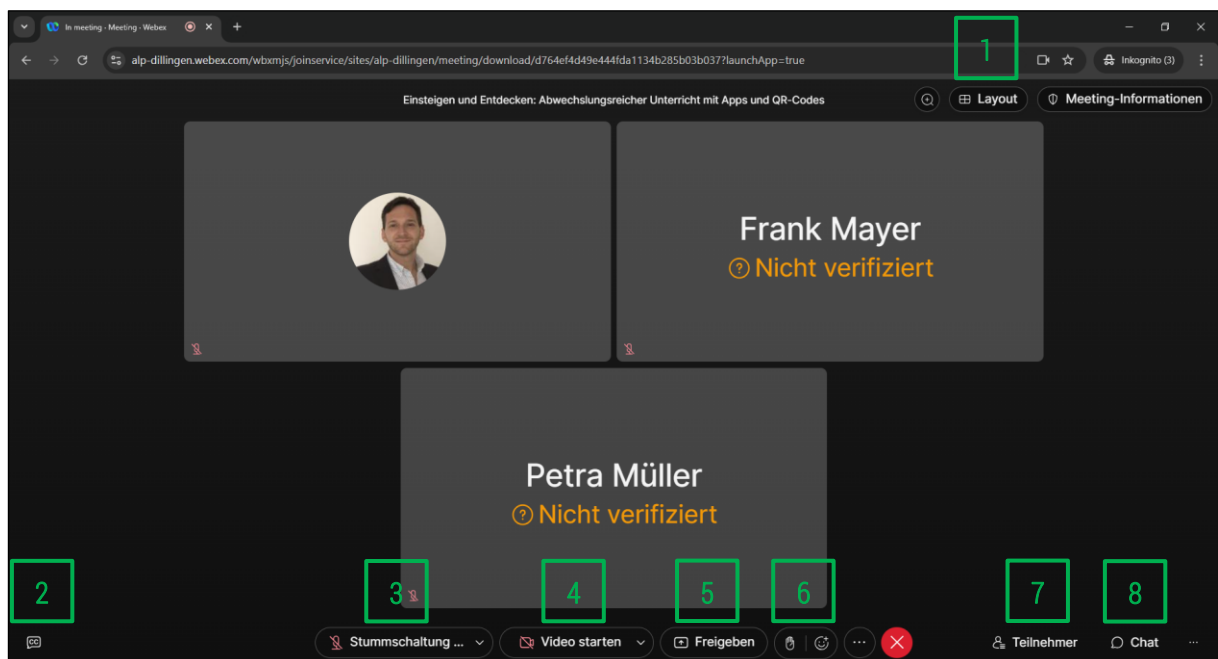 In meeting - Meeting - Webex
alp-dillingen.webex.com/wbxmjs/joinservice/sites/alp-dillingen/meeting/download/d764ef4d49e444fda1134b285b03b037?launchApp=true
Inkognito (3)
1
Einsteigen und Entdecken: Abwechslungsreicher Unterricht mit Apps und QR-Codes
Layout
Meeting-Informationen
Frank Mayer
Nicht verifiziert
Petra Müller
Nicht verifiziert
2
3
4
5
6
7
8
CC
Stummschaltung ...
Video starten
Freigeben
Teilnehmer
Chat